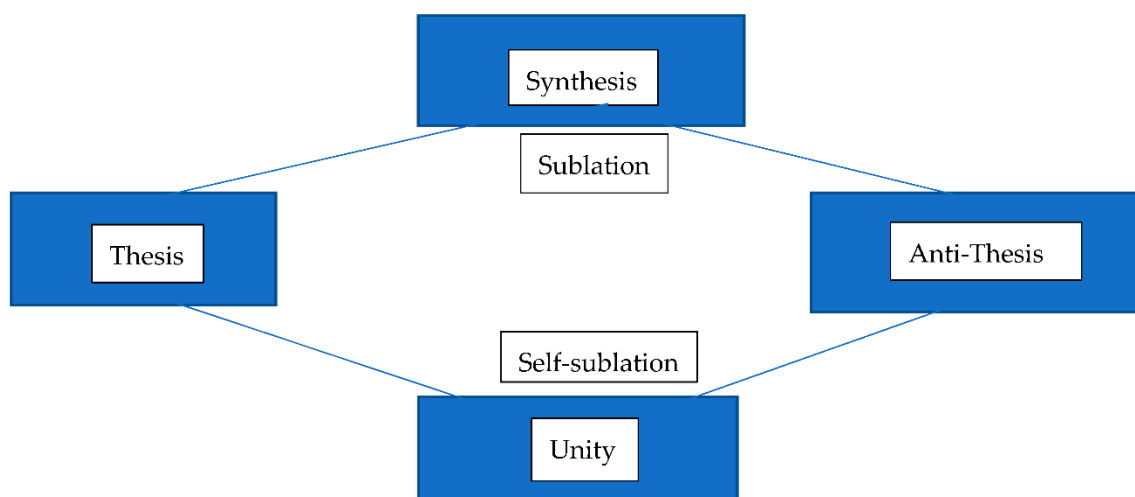 Synthesis
Sublation
Thesis
Anti-Thesis
Self-sublation
Unity